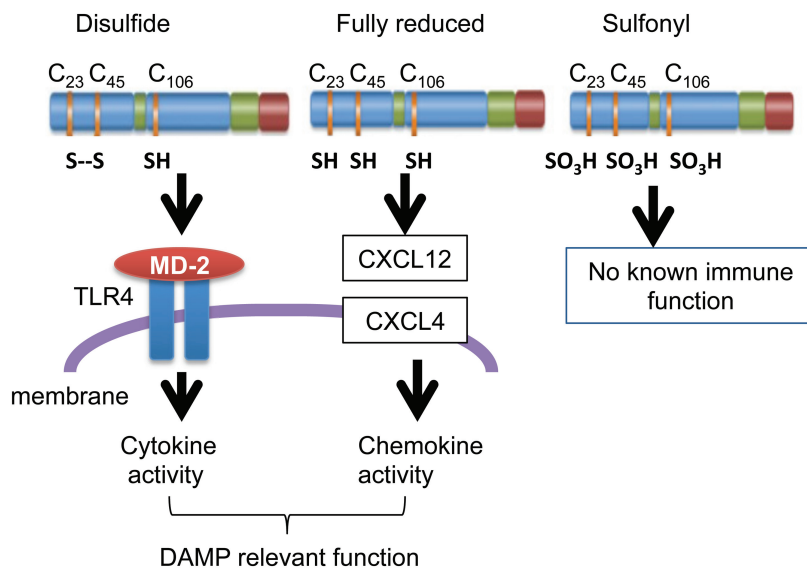 Disulfide
Fully reduced
Sulfonyl
C₂₃ C₄₅ C₁₀₆
C₂₃ C₄₅ C₁₀₆
C₂₃ C₄₅ C₁₀₆
S--S SH
SH SH SH
SO₃H SO₃H SO₃H
MD-2
TLR4
CXCL12
CXCL4
No known immune
function
membrane
Cytokine
activity
Chemokine
activity
DAMP relevant function